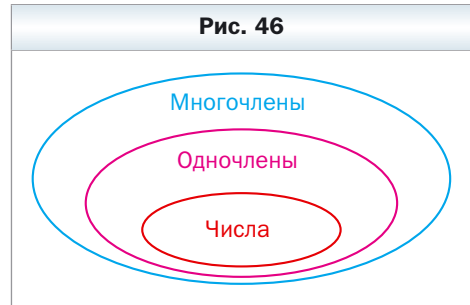 Рис. 46
Многочлены
Одночлены
Числа